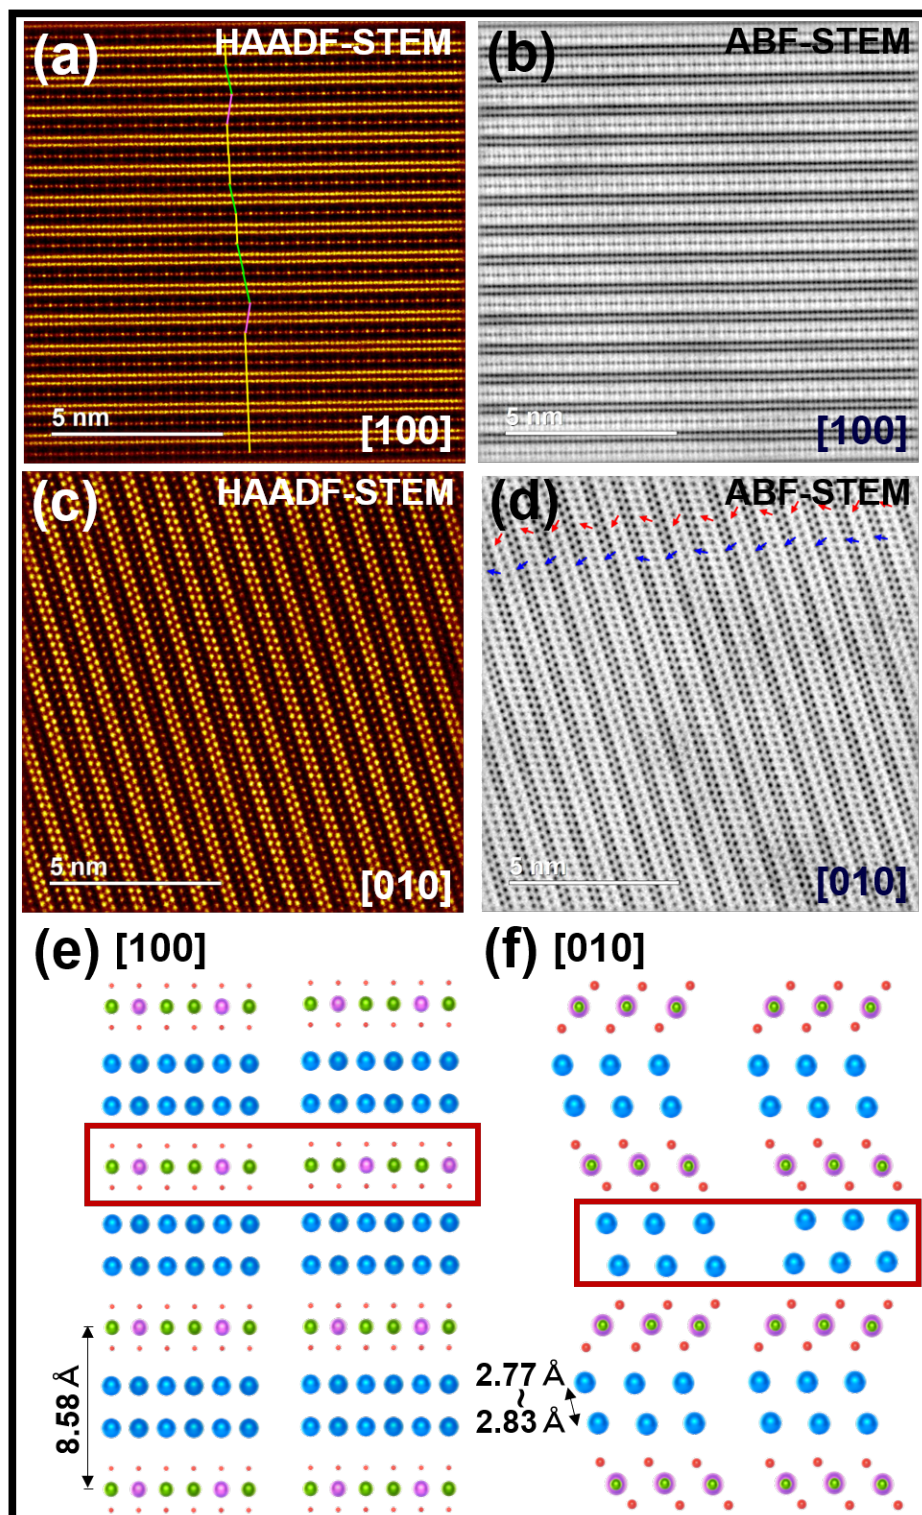 (a) HAADF-STEM
5 nm
[100]
(b) ABF-STEM
5 nm
[100]
(c) HAADF-STEM
5 nm
[010]
(d) ABF-STEM
5 nm
[010]
(e) [100]
8.58 Å
(f) [010]
2.77 Å
~
2.83 Å